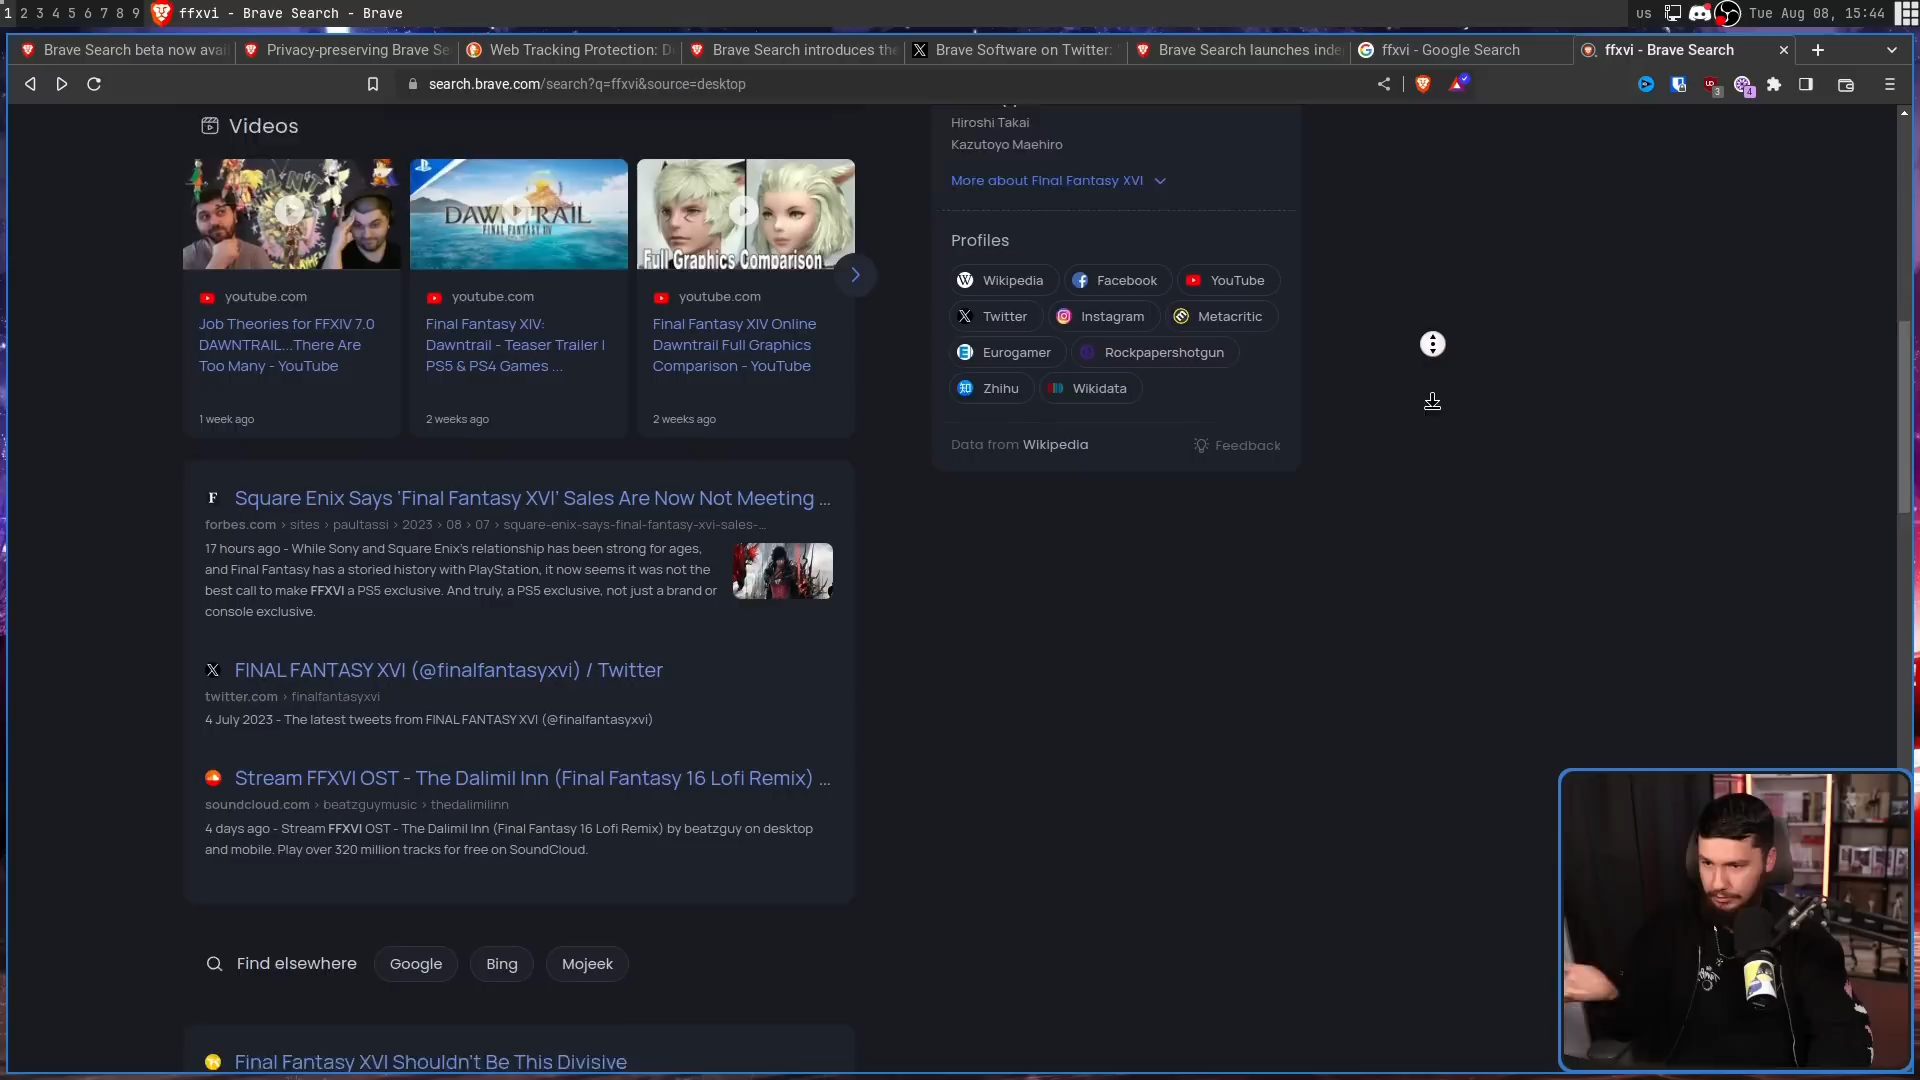 1 2 3 4 5 6 7 8 9 ffxvi - Brave Search - Brave
us Tue Aug 08, 15:44
Brave Search beta now avai
Privacy-preserving Brave Se
Web Tracking Protection: D
Brave Search introduces the
Brave Software on Twitter: "
Brave Search launches inde
ffxvi - Google Search
ffxvi - Brave Search
search.brave.com/search?q=ffxvi&source=desktop
3
4
Videos
DAWNTRAIL
FINAL FANTASY XIV
Full Graphics Comparison
youtube.com
Job Theories for FFXIV 7.0
DAWNTRAIL...There Are
Too Many - YouTube
1 week ago
youtube.com
Final Fantasy XIV:
Dawntrail - Teaser Trailer |
PS5 & PS4 Games ...
2 weeks ago
youtube.com
Final Fantasy XIV Online
Dawntrail Full Graphics
Comparison - YouTube
2 weeks ago
Square Enix Says 'Final Fantasy XVI' Sales Are Now Not Meeting ...
forbes.com › sites › paultassi › 2023 › 08 › 07 › square-enix-says-final-fantasy-xvi-sales-...
17 hours ago - While Sony and Square Enix's relationship has been strong for ages,
and Final Fantasy has a storied history with PlayStation, it now seems it was not the
best call to make FFXVI a PS5 exclusive. And truly, a PS5 exclusive, not just a brand or
console exclusive.
FINAL FANTASY XVI (@finalfantasyxvi) / Twitter
twitter.com › finalfantasyxvi
4 July 2023 - The latest tweets from FINAL FANTASY XVI (@finalfantasyxvi)
Stream FFXVI OST - The Dalimil Inn (Final Fantasy 16 Lofi Remix) ...
soundcloud.com › beatzguymusic › thedalimilinn
4 days ago - Stream FFXVI OST - The Dalimil Inn (Final Fantasy 16 Lofi Remix) by beatzguy on desktop
and mobile. Play over 320 million tracks for free on SoundCloud.
Find elsewhere Google Bing Mojeek
Final Fantasy XVI Shouldn't Be This Divisive
Hiroshi Takai
Kazutoyo Maehiro
More about Final Fantasy XVI
Profiles
Wikipedia Facebook YouTube
Twitter Instagram Metacritic
Eurogamer Rockpapershotgun
知 Zhihu Wikidata
Data from Wikipedia Feedback